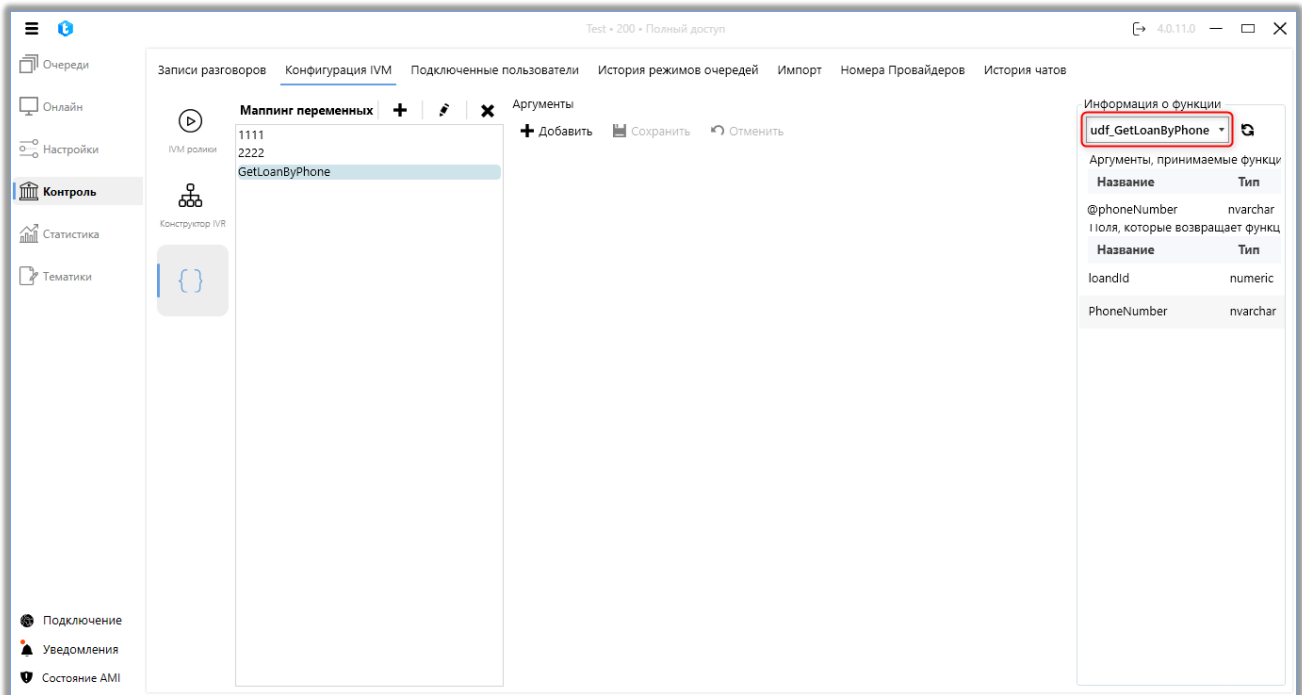 Test • 200 • Полный доступ
4.0.11.0
Очереди
Онлайн
Настройки
Контроль
Статистика
Тематики
Подключение
Уведомления
Состояние AMI
Записи разговоров Конфигурация IVM Подключенные пользователи История режимов очередей Импорт Номера Провайдеров История чатов
IVM ролики
Конструктор IVR
{ }
Маппинг переменных
1111
2222
GetLoanByPhone
Аргументы
Добавить Сохранить Отменить
Информация о функции
udf_GetLoanByPhone
Аргументы, принимаемые функци
Название Тип
@phoneNumber nvarchar
Поля, которые возвращает функц
Название Тип
loandId numeric
PhoneNumber nvarchar